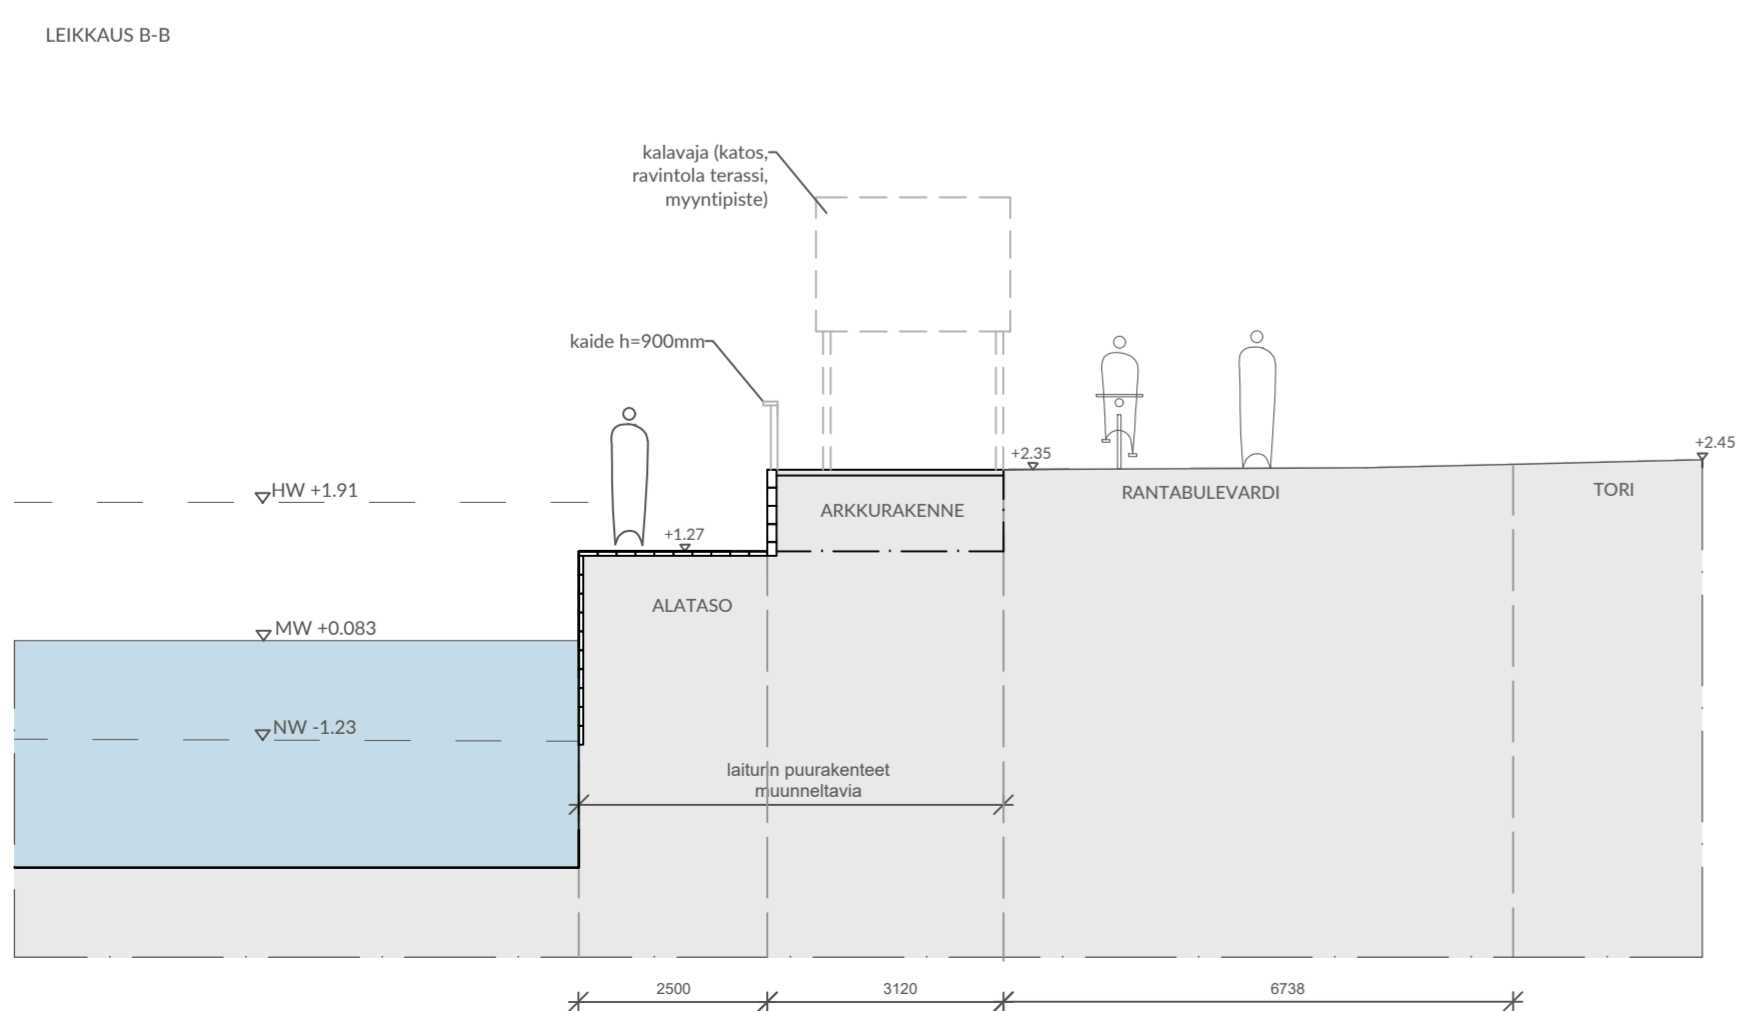 LEIKKAUS B-B
kalavaja (katos,
ravintola terassi,
myyntipiste)
kaide h=900mm
+2.35
+2.45
HW +1.91
ARKKURAKENNE
RANTABULEVARDI
TORI
+1.27
ALATASO
MW +0.083
NW -1.23
laiturin puurakenteet
muunneltavia
2500
3120
6738